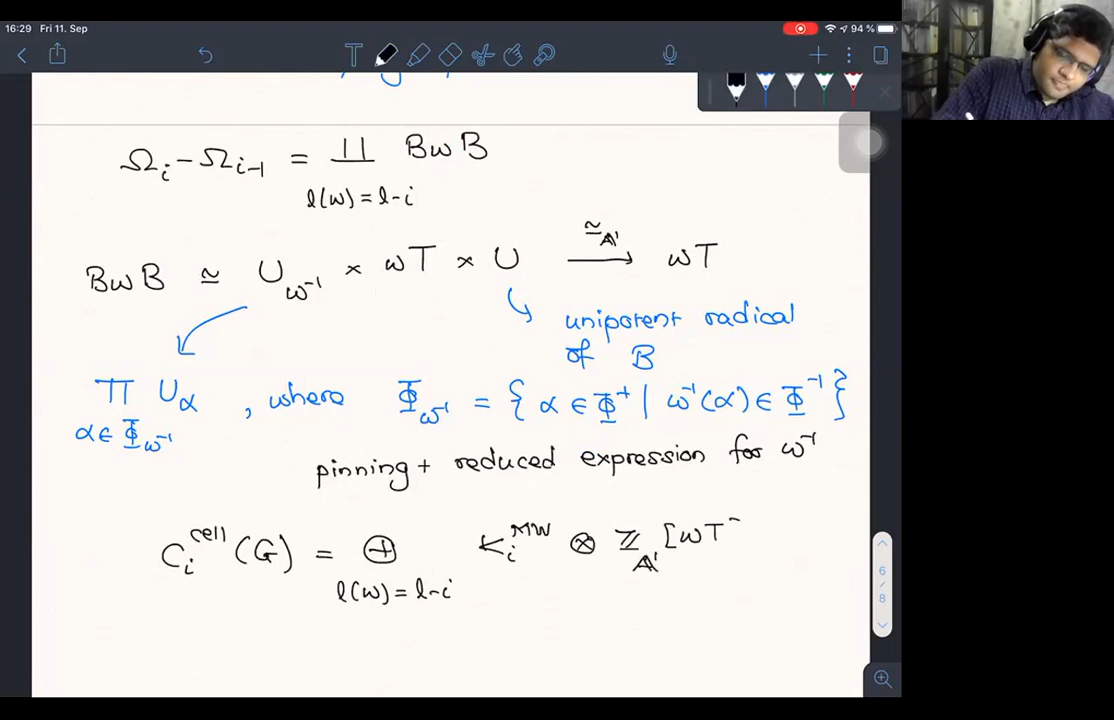 16:29 Fri 11. Sep 94 %
Ω_i − Ω_{i−1} = ∐ BwB
l(w) = l−i
BwB ≃ U_{w⁻¹} × wT × U ≃_{A¹} → wT
unipotent radical
of B
∏ U_α , where Φ_{w⁻¹} = { α ∈ Φ⁺ | w⁻¹(α) ∈ Φ⁻¹ }
α ∈ Φ_{w⁻¹}
pinning + reduced expression for w⁻¹
C_i^{cell}(G) = ⊕ K_i^{MW} ⊗ ℤ_{A¹}[wT
l(w) = l−i
6
/
8